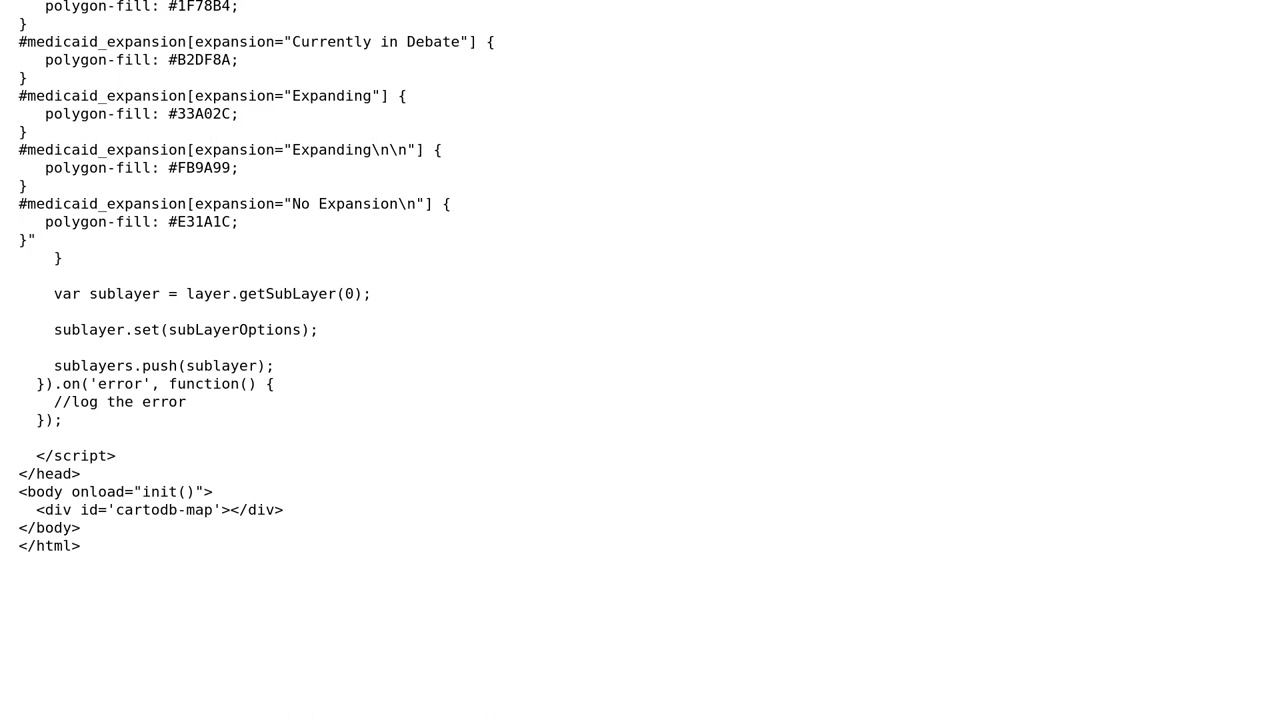 polygon-fill: #1F78B4;
}
#medicaid_expansion[expansion="Currently in Debate"] {
   polygon-fill: #B2DF8A;
}
#medicaid_expansion[expansion="Expanding"] {
   polygon-fill: #33A02C;
}
#medicaid_expansion[expansion="Expanding\n\n"] {
   polygon-fill: #FB9A99;
}
#medicaid_expansion[expansion="No Expansion\n"] {
   polygon-fill: #E31A1C;
}"
    }
    var sublayer = layer.getSubLayer(0);
    sublayer.set(subLayerOptions);
    sublayers.push(sublayer);
  }).on('error', function() {
    //log the error
  });
  </script>
</head>
<body onload="init()">
  <div id='cartodb-map'></div>
</body>
</html>